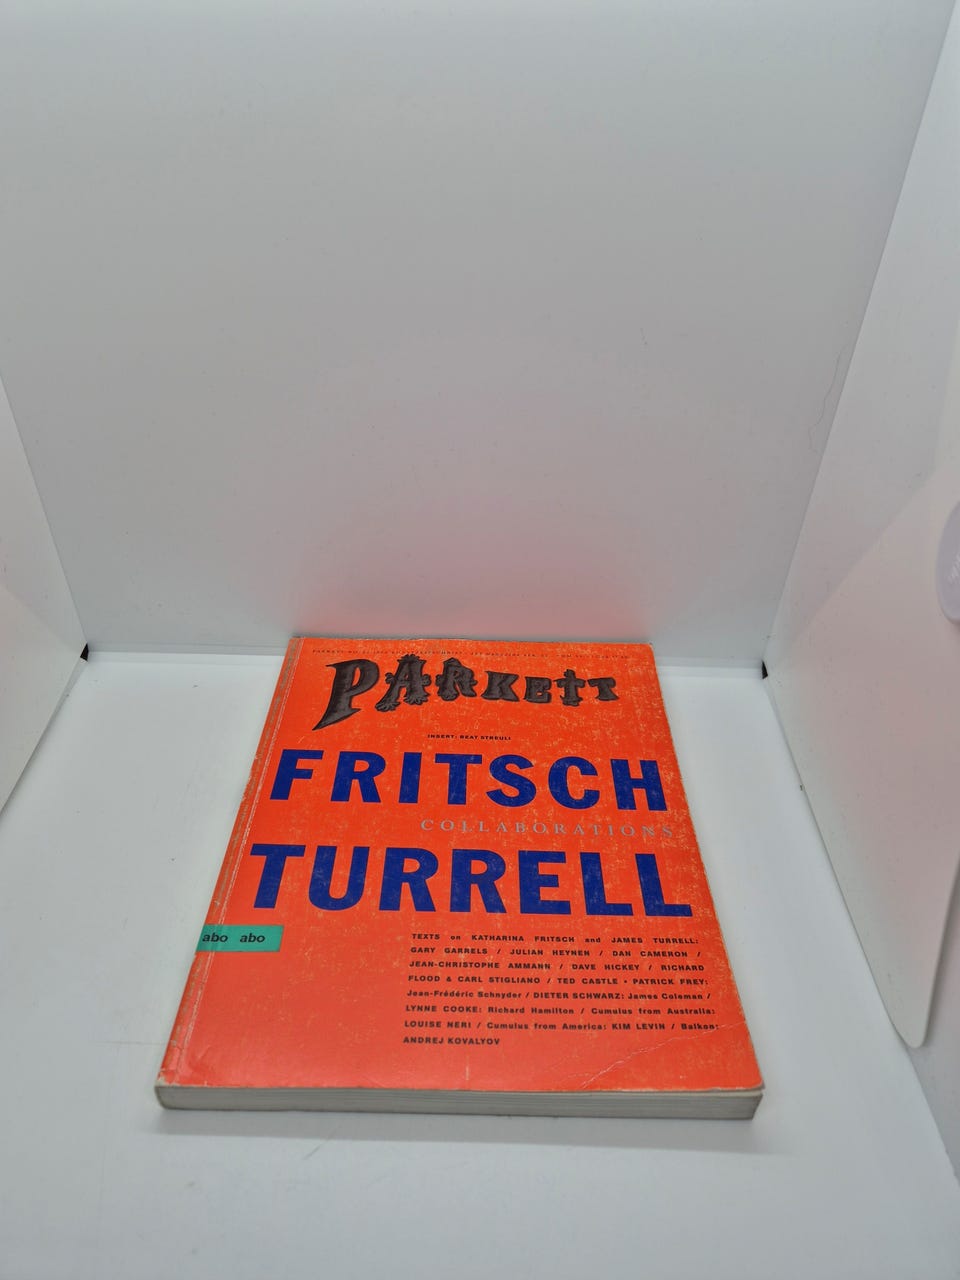 PARKETT
INSERT: BEAT STREULI
FRITSCH
COLLABORATIONS
TURRELL
abo abo
TEXTS on KATHARINA FRITSCH and JAMES TURRELL:
GARY GARRELS / JULIAN HEYNEN / DAN CAMERON /
JEAN-CHRISTOPHE AMMANN / DAVE HICKEY / RICHARD
FLOOD & CARL STIGLIANO / TED CASTLE • PATRICK FREY:
Jean-Frédéric Schnyder / DIETER SCHWARZ: James Coleman /
LYNNE COOKE: Richard Hamilton / Cumulus from Australia:
LOUISE NERI / Cumulus from America: KIM LEVIN / Balkon:
ANDREJ KOVALYOV